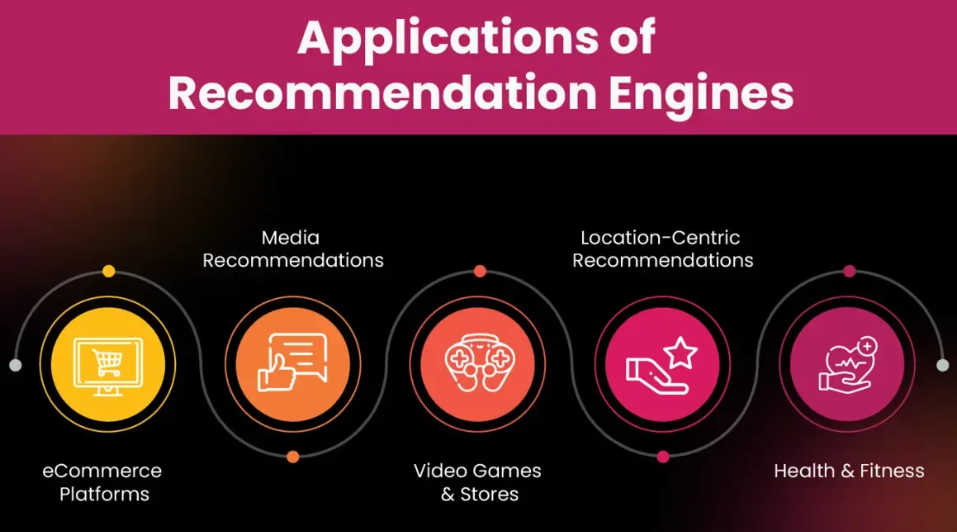 Applications of
Recommendation Engines
Media
Recommendations
Location-Centric
Recommendations
eCommerce
Platforms
Video Games
& Stores
Health & Fitness